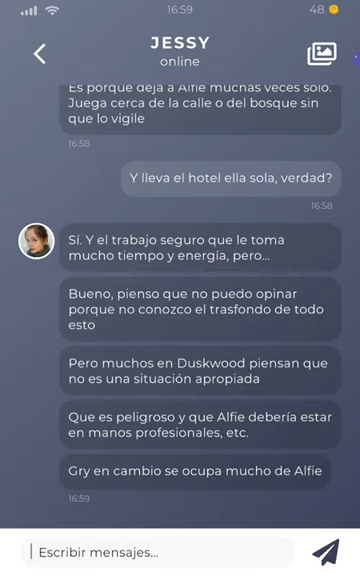 16:59
48
JESSY
online
Es porque deja a Alfie muchas veces solo.
Juega cerca de la calle o del bosque sin
que lo vigile
16:58
Y lleva el hotel ella sola, verdad?
16:58
Sí. Y el trabajo seguro que le toma
mucho tiempo y energía, pero...
Bueno, pienso que no puedo opinar
porque no conozco el trasfondo de todo
esto
Pero muchos en Duskwood piensan que
no es una situación apropiada
Que es peligroso y que Alfie debería estar
en manos profesionales, etc.
Gry en cambio se ocupa mucho de Alfie
16:59
Escribir mensajes...